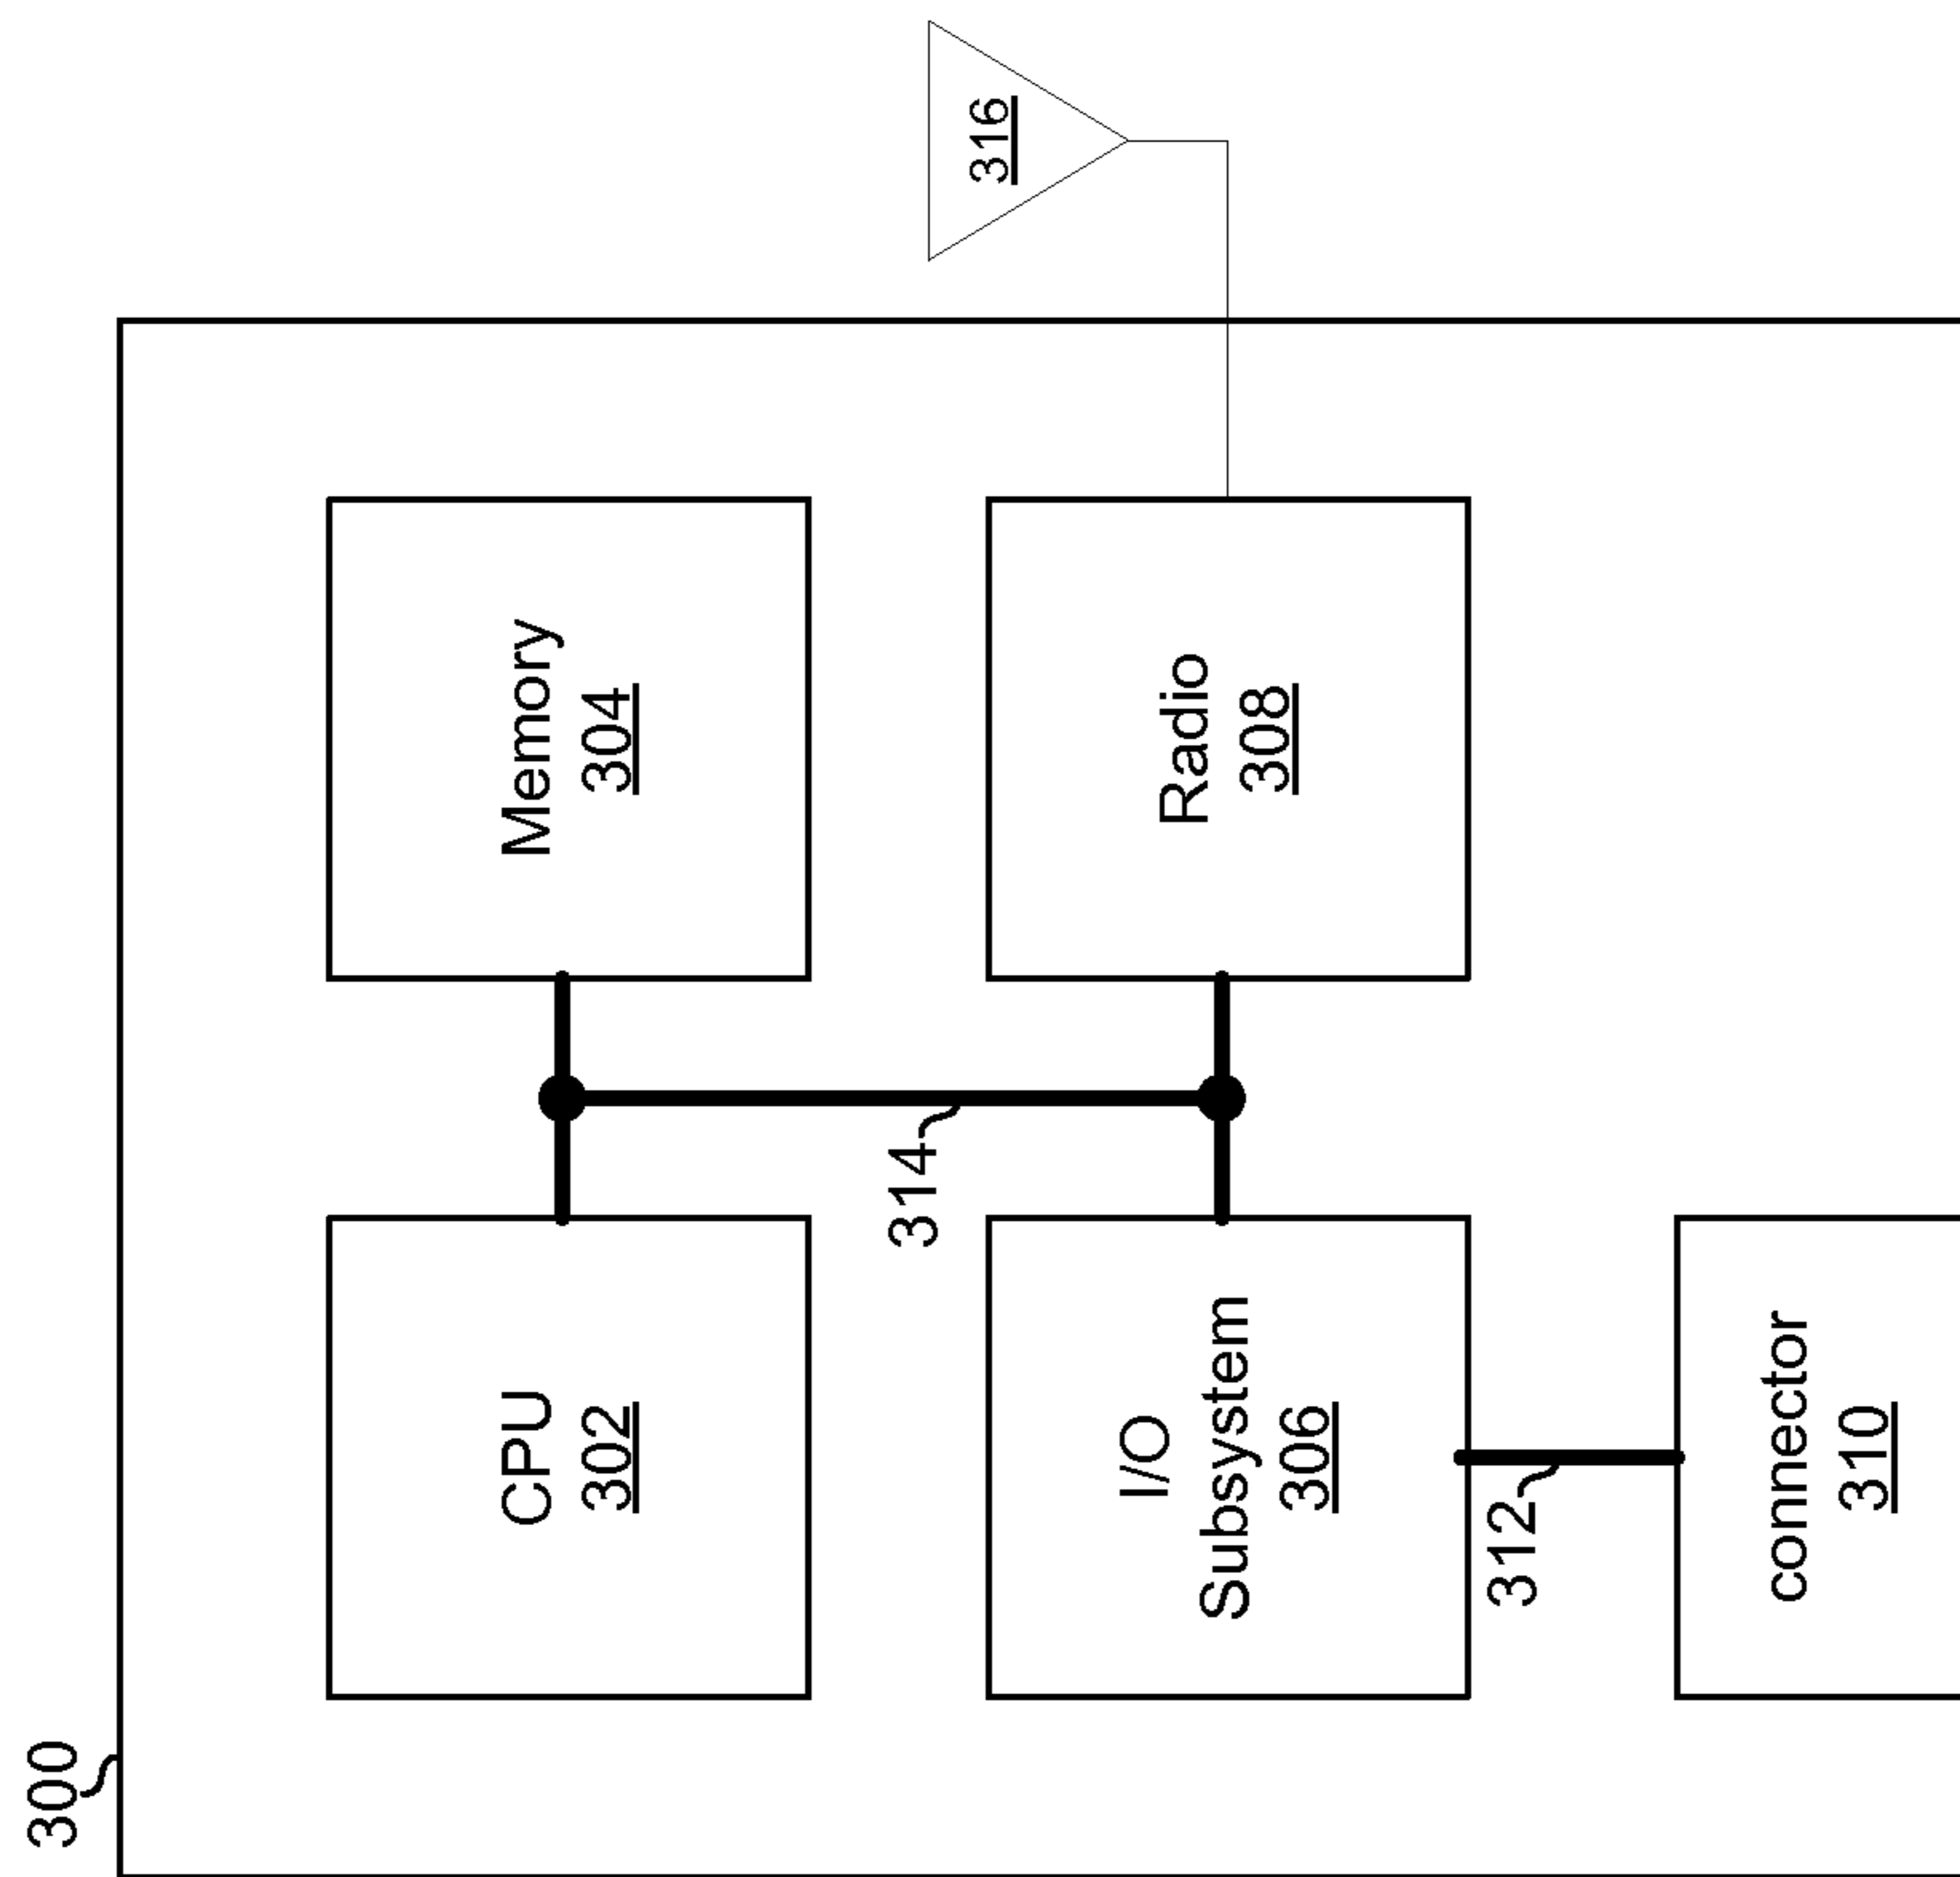 300
CPU
302
Memory
304
314
I/O
Subsystem
306
Radio
308
316
312
connector
310